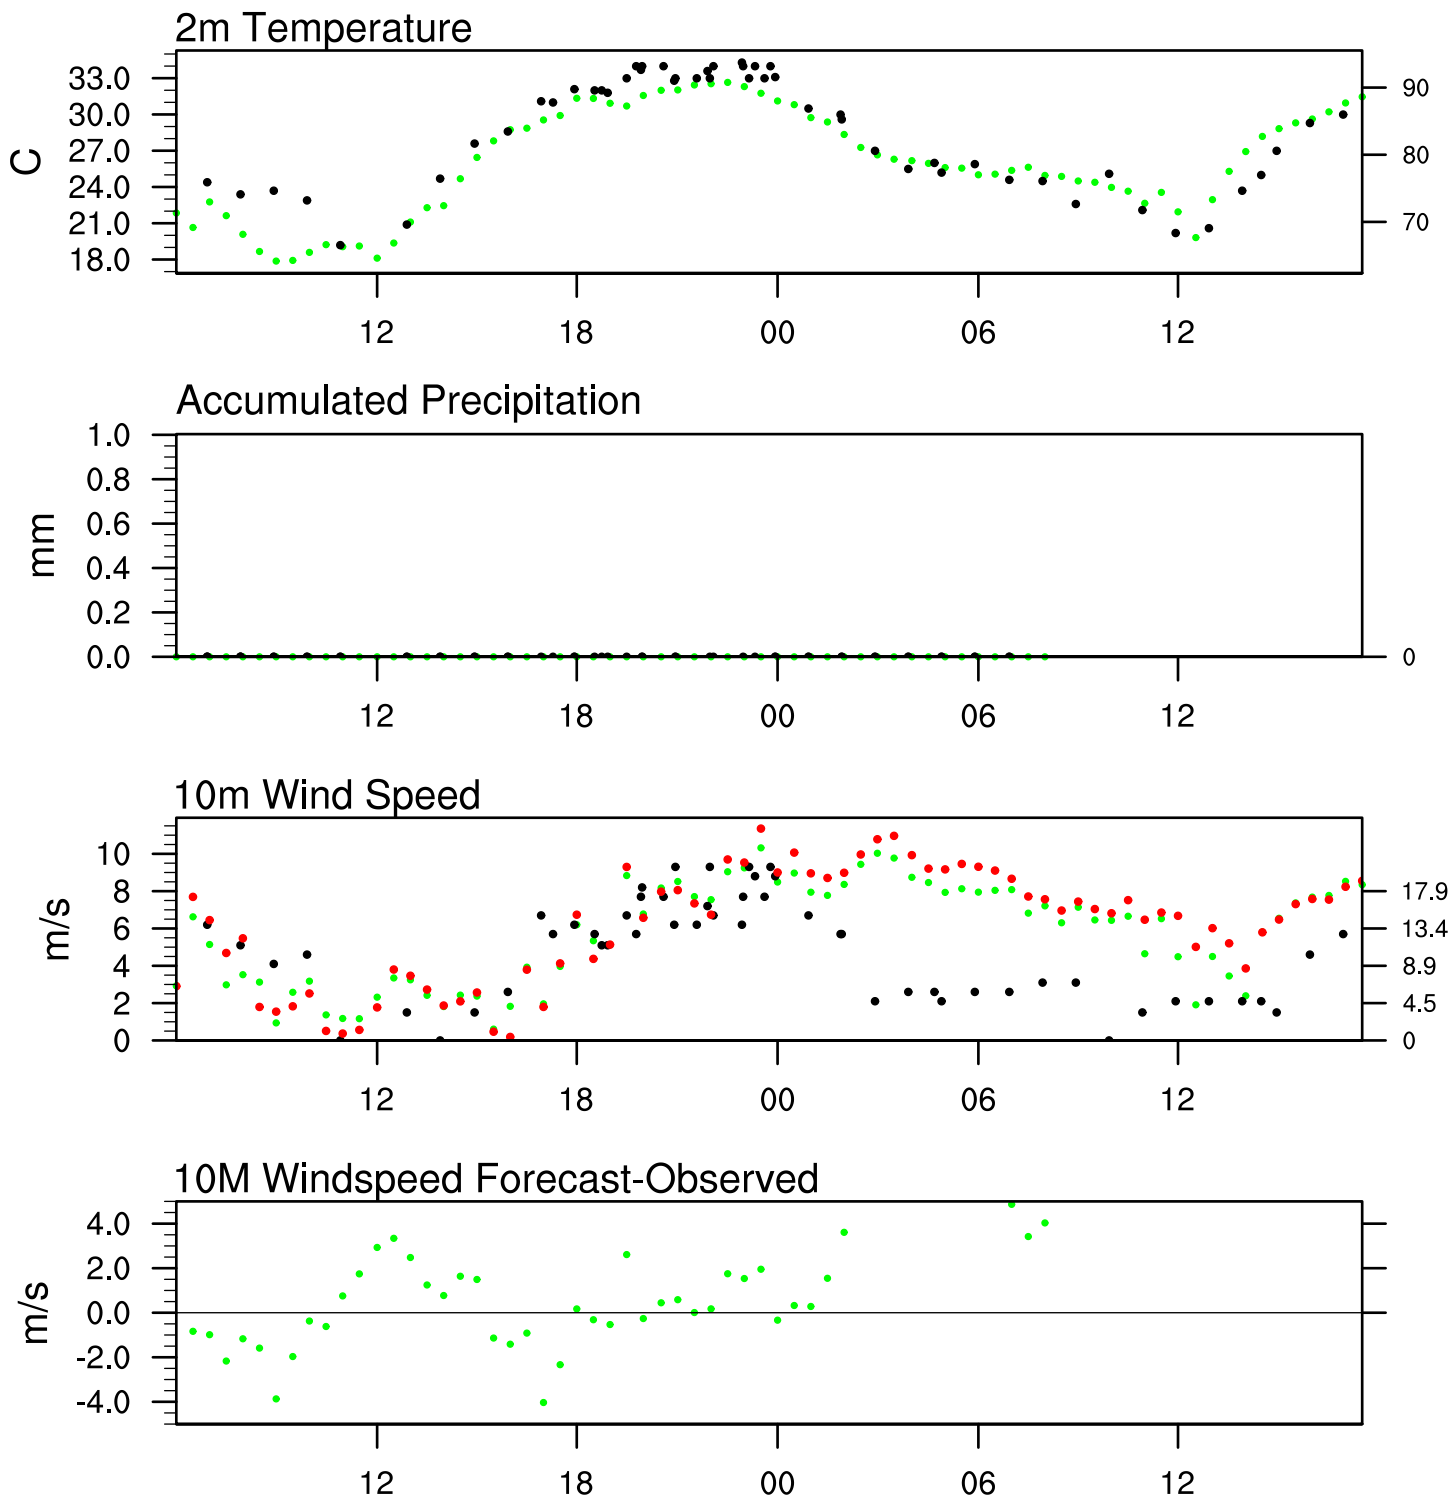 2m Temperature
33.0
30.0
27.0
24.0
21.0
18.0
C
90
80
70
12 18 00 06 12
Accumulated Precipitation
1.0
0.8
0.6
0.4
0.2
0.0
mm
0
12 18 00 06 12
10m Wind Speed
10
8
6
4
2
0
m/s
17.9
13.4
8.9
4.5
0
12 18 00 06 12
10M Windspeed Forecast-Observed
4.0
2.0
0.0
-2.0
-4.0
m/s
12 18 00 06 12